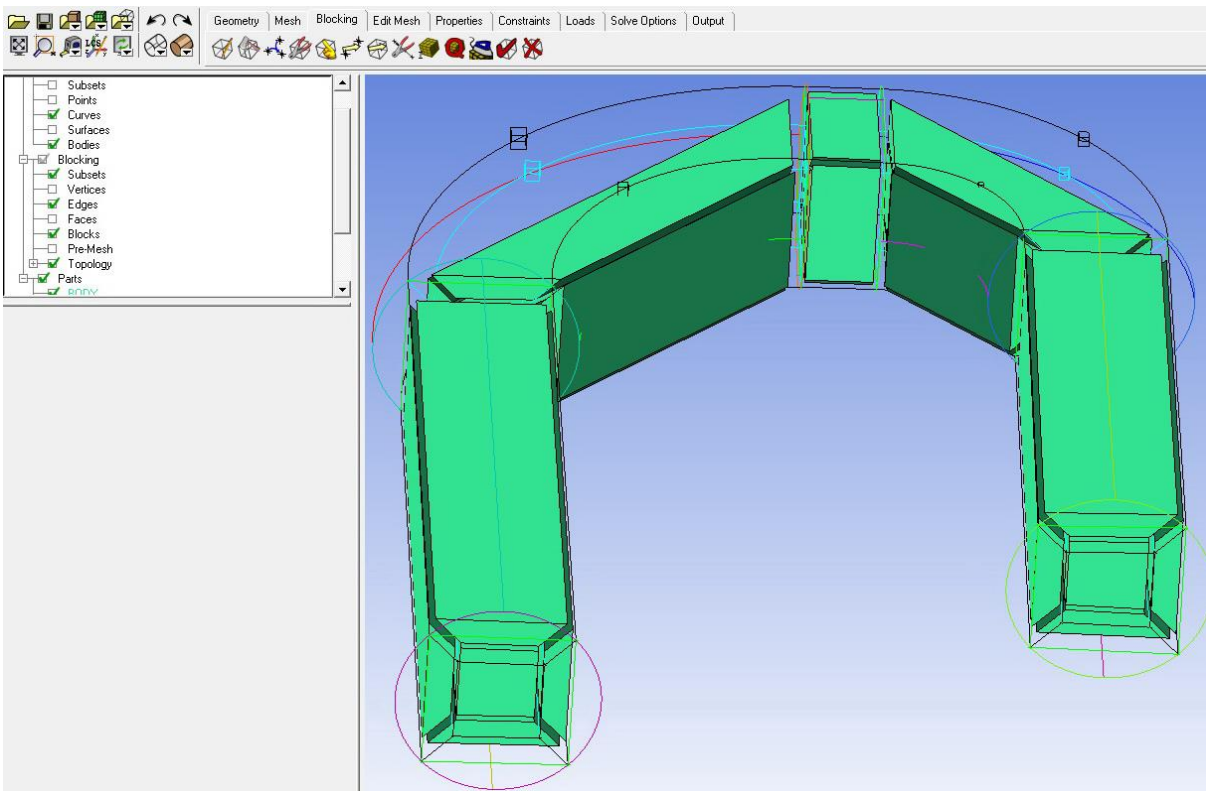 Geometry Mesh Blocking Edit Mesh Properties Constraints Loads Solve Options Output
Subsets
Points
Curves
Surfaces
Bodies
Blocking
Subsets
Vertices
Edges
Faces
Blocks
Pre-Mesh
Topology
Parts
BODY